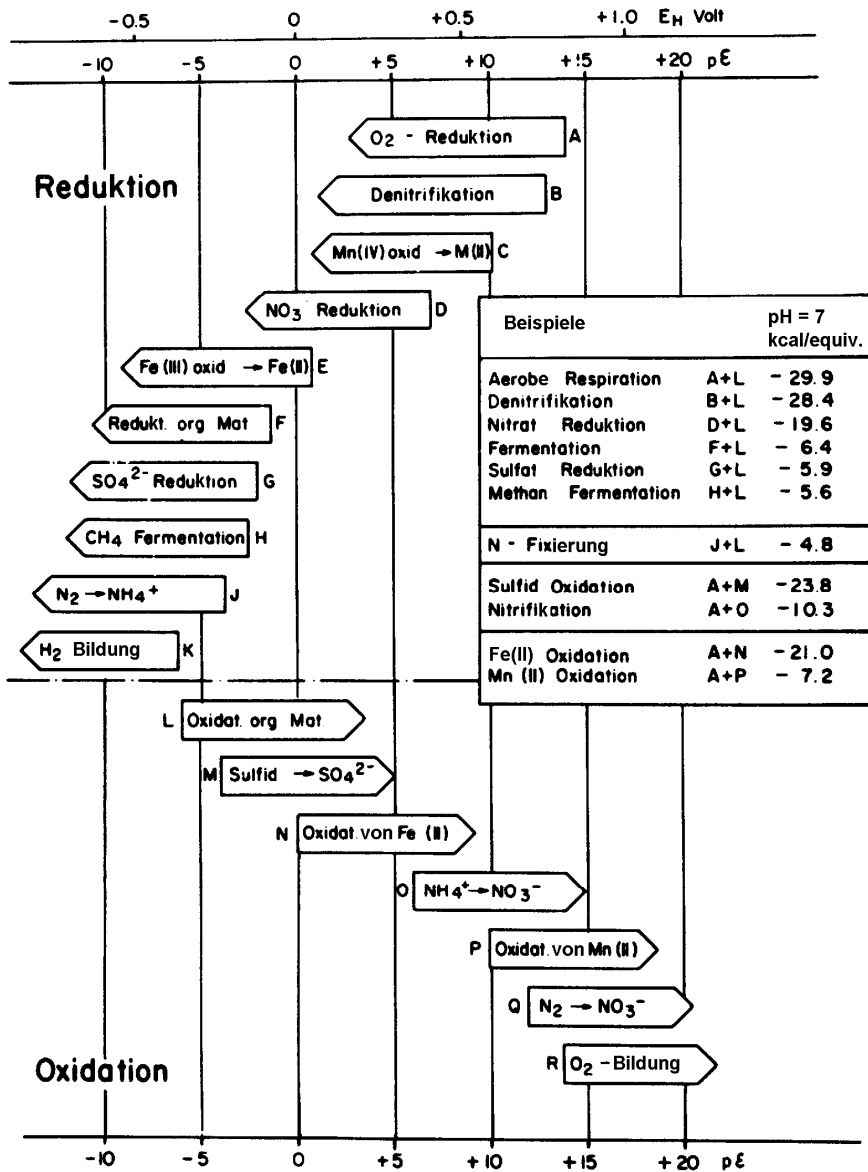 -0.5 0 +0.5 +1.0 EH Volt
-10 -5 0 +5 +10 +15 +20 pε
O2 - Reduktion A
Reduktion
Denitrifikation B
Mn(IV)oxid → M(II) C
NO3 Reduktion D
Fe(III)oxid → Fe(II) E
Redukt. org Mat F
SO4²⁻ Reduktion G
CH4 Fermentation H
N2 → NH4⁺ J
H2 Bildung K
Beispiele pH = 7
kcal/equiv.
Aerobe Respiration A+L - 29.9
Denitrifikation B+L - 28.4
Nitrat Reduktion D+L - 19.6
Fermentation F+L - 6.4
Sulfat Reduktion G+L - 5.9
Methan Fermentation H+L - 5.6
N - Fixierung J+L - 4.8
Sulfid Oxidation A+M -23.8
Nitrifikation A+O -10.3
Fe(II) Oxidation A+N -21.0
Mn (II) Oxidation A+P - 7.2
L Oxidat. org Mat.
M Sulfid → SO4²⁻
N Oxidat. von Fe (II)
O NH4⁺ → NO3⁻
P Oxidat. von Mn (II)
Q N2 → NO3⁻
R O2 - Bildung
Oxidation
-10 -5 0 +5 +10 +15 +20 pε